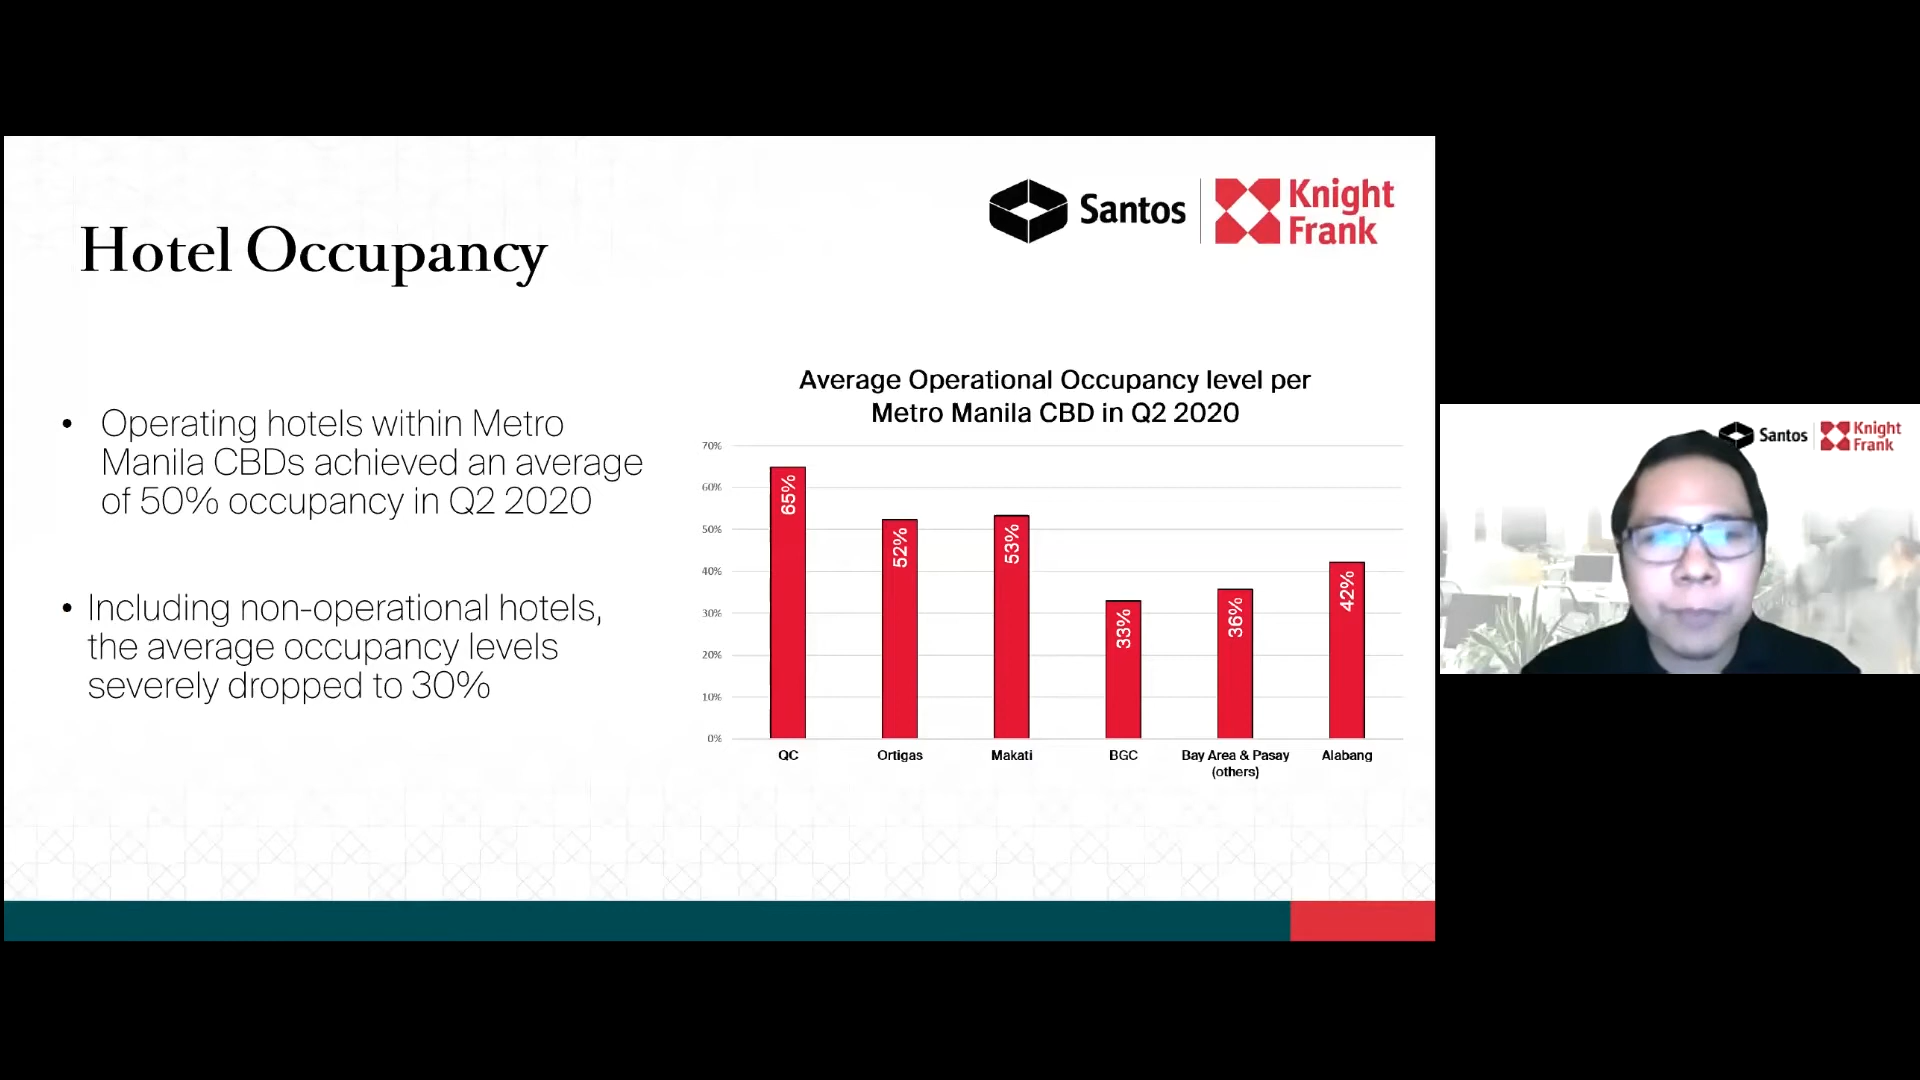 Santos
Knight
Frank
Hotel Occupancy
• Operating hotels within Metro
Manila CBDs achieved an average
of 50% occupancy in Q2 2020
• Including non-operational hotels,
the average occupancy levels
severely dropped to 30%
Average Operational Occupancy level per
Metro Manila CBD in Q2 2020
70%
60%
50%
40%
30%
20%
10%
0%
65%
52%
53%
33%
36%
42%
QC
Ortigas
Makati
BGC
Bay Area & Pasay
(others)
Alabang
Santos
Knight
Frank